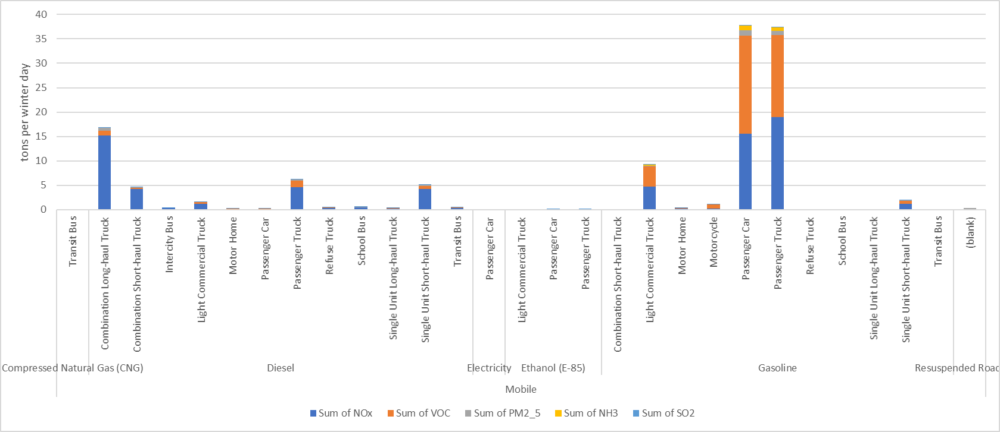 40
35
30
25
20
15
10
5
0
tons per winter day
Transit Bus
Combination Long-haul Truck
Combination Short-haul Truck
Intercity Bus
Light Commercial Truck
Motor Home
Passenger Car
Passenger Truck
Refuse Truck
School Bus
Single Unit Long-haul Truck
Single Unit Short-haul Truck
Transit Bus
Passenger Car
Light Commercial Truck
Passenger Car
Passenger Truck
Combination Short-haul Truck
Light Commercial Truck
Motor Home
Motorcycle
Passenger Car
Passenger Truck
Refuse Truck
School Bus
Single Unit Long-haul Truck
Single Unit Short-haul Truck
Transit Bus
(blank)
Compressed Natural Gas (CNG)
Diesel
Electricity
Ethanol (E-85)
Gasoline
Resuspended Road
Mobile
Sum of NOx
Sum of VOC
Sum of PM2_5
Sum of NH3
Sum of SO2